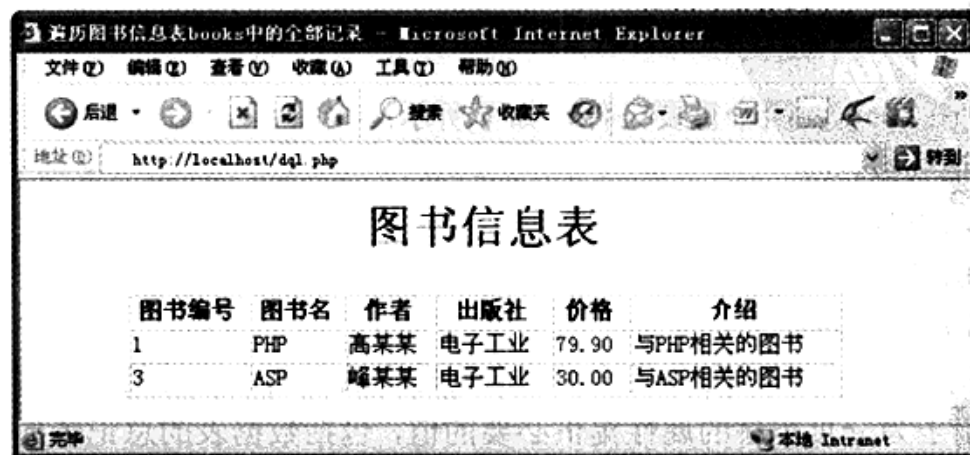 遍历图书信息表books中的全部记录 - Microsoft Internet Explorer
文件(F) 编辑(E) 查看(V) 收藏(A) 工具(T) 帮助(H)
后退 搜索 收藏夹
地址(D) http://localhost/dql.php 转到
图书信息表
图书编号 图书名 作者 出版社 价格 介绍
1 PHP 高某某 电子工业 79.90 与PHP相关的图书
3 ASP 峰某某 电子工业 30.00 与ASP相关的图书
完毕 本地 Intranet